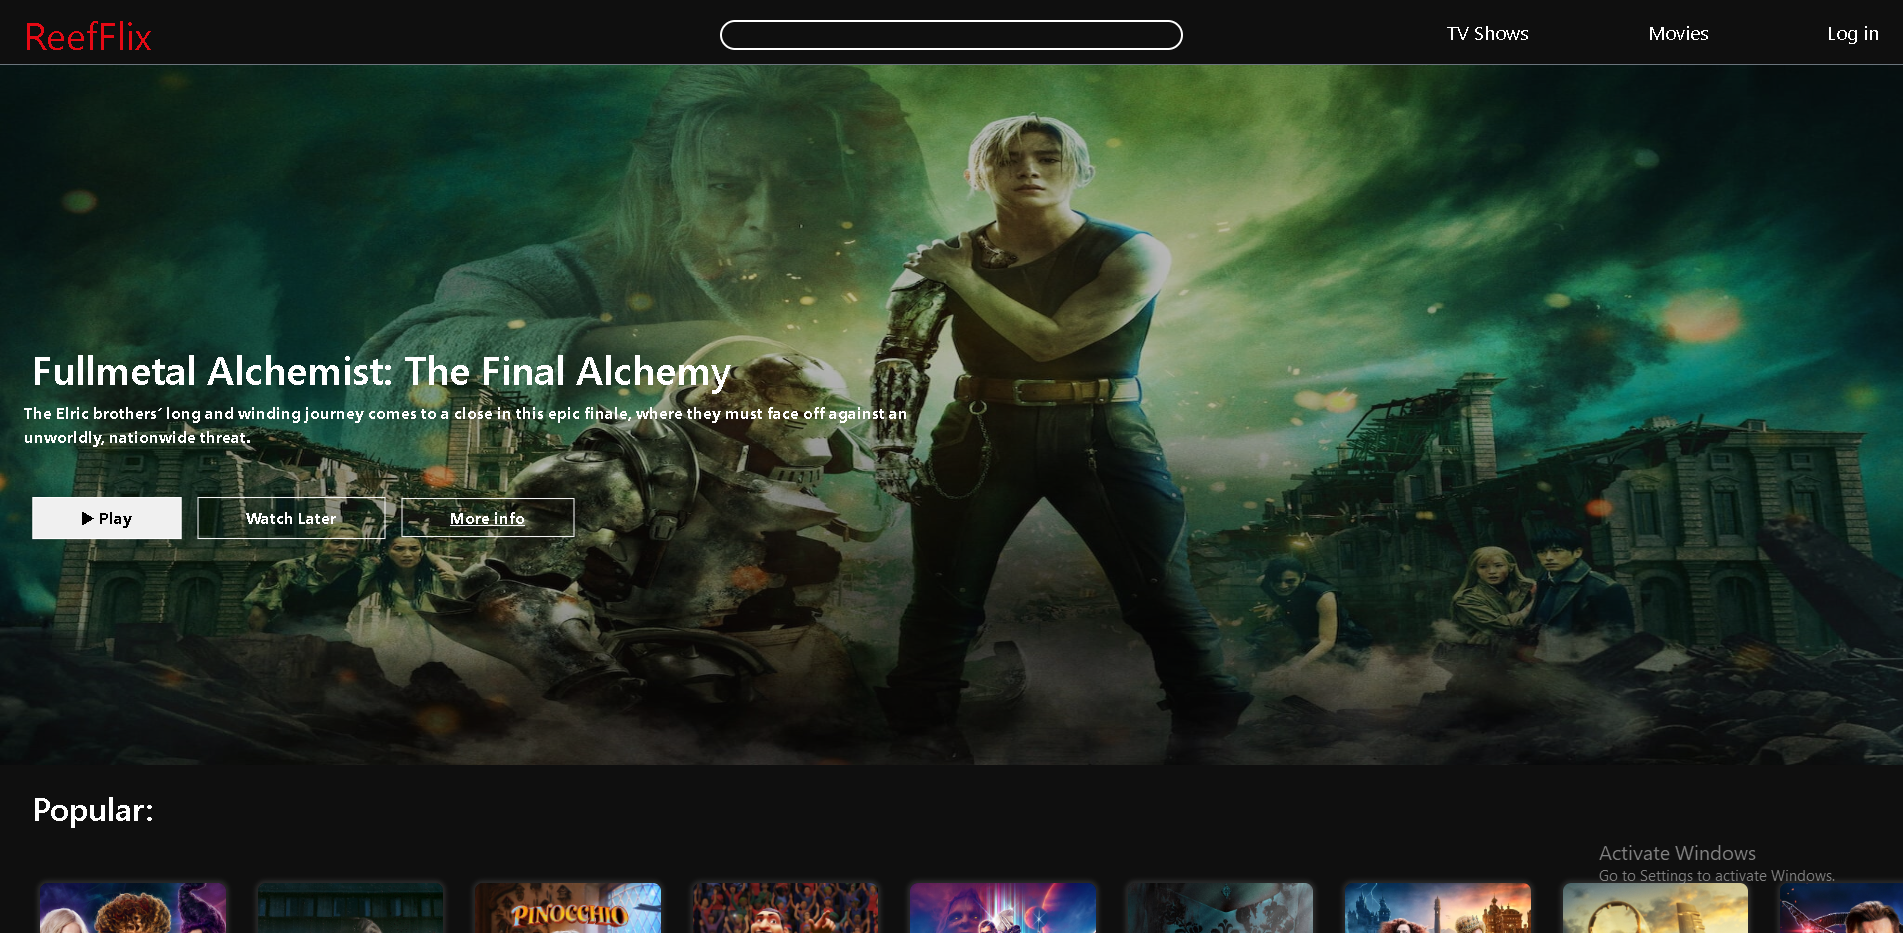 ReefFlix
TV Shows
Movies
Log in
Fullmetal Alchemist: The Final Alchemy
The Elric brothers´ long and winding journey comes to a close in this epic finale, where they must face off against an
unworldly, nationwide threat.
Play
Watch Later
More info
Popular:
Activate Windows
Go to Settings to activate Windows.
PINOCCHIO